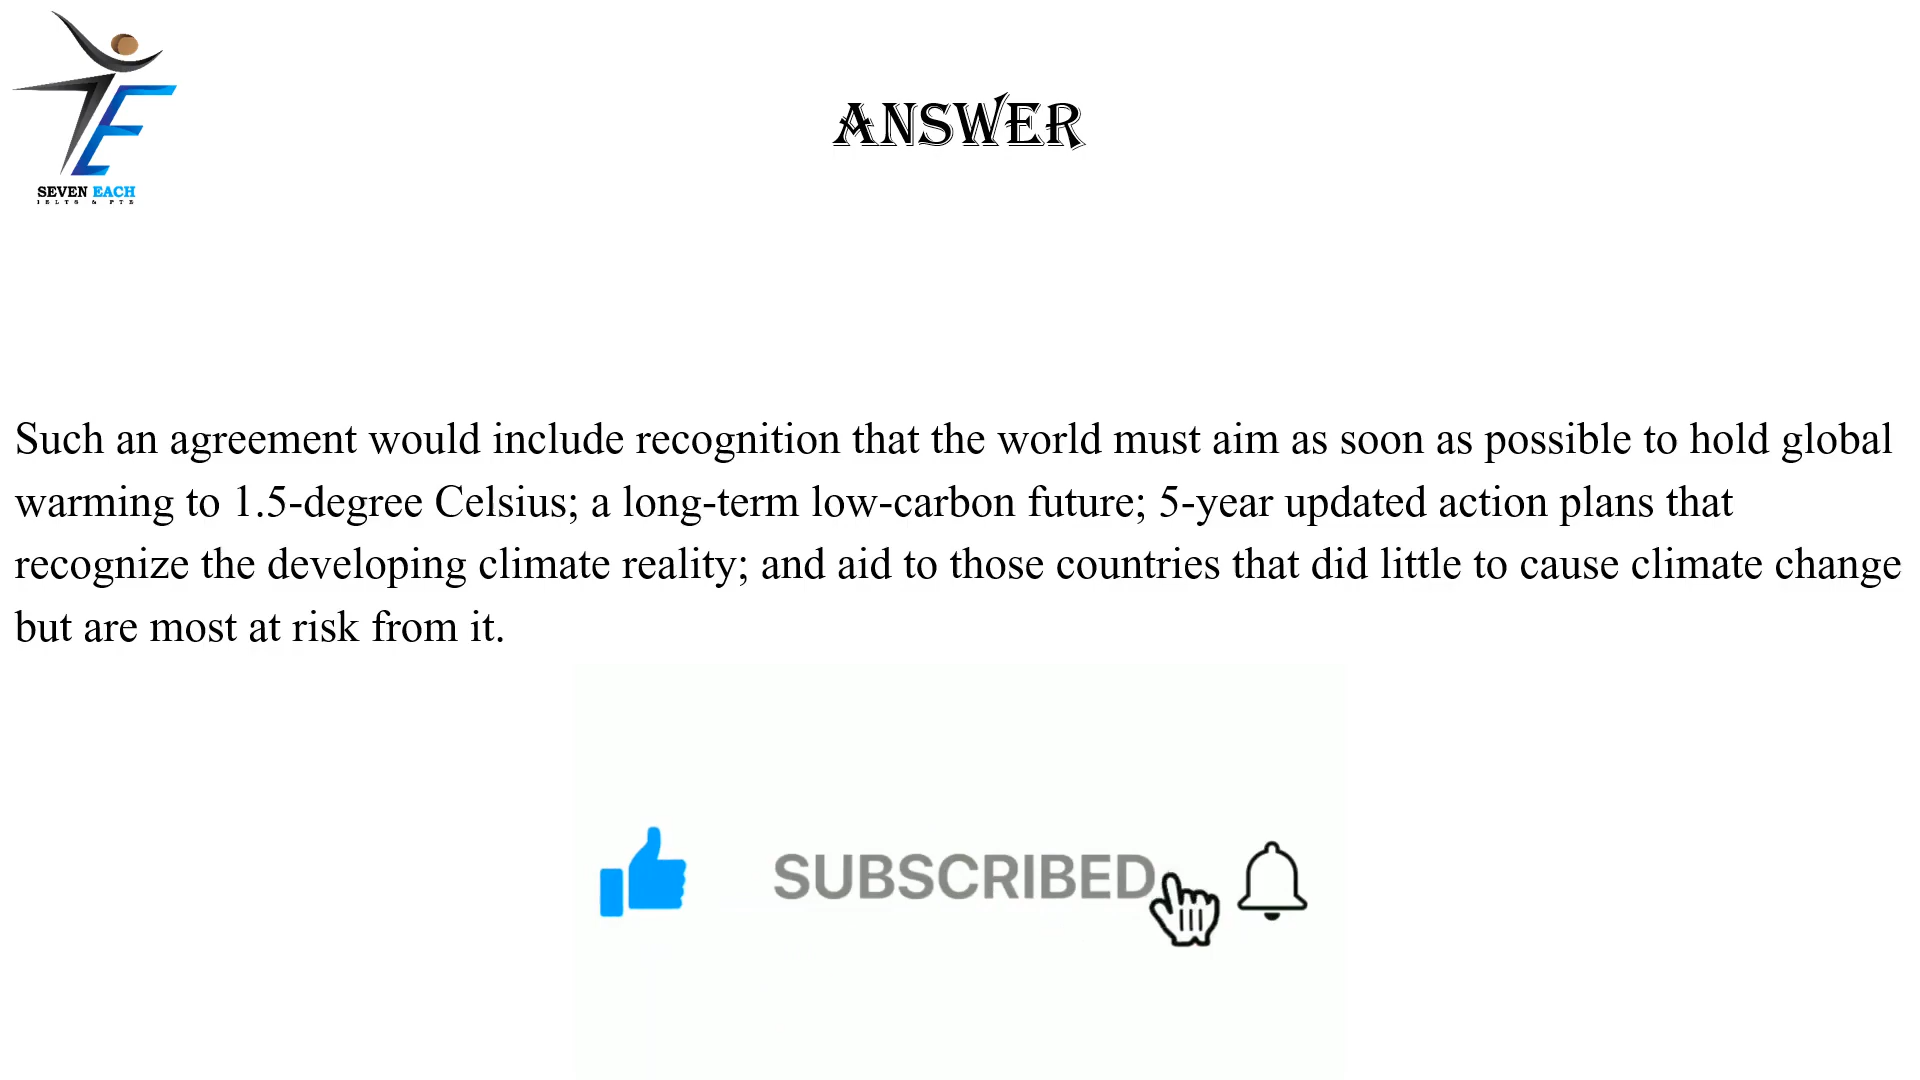 SEVEN EACH
IELTS & PTE
ANSWER
Such an agreement would include recognition that the world must aim as soon as possible to hold global
warming to 1.5-degree Celsius; a long-term low-carbon future; 5-year updated action plans that
recognize the developing climate reality; and aid to those countries that did little to cause climate change
but are most at risk from it.
SUBSCRIBED